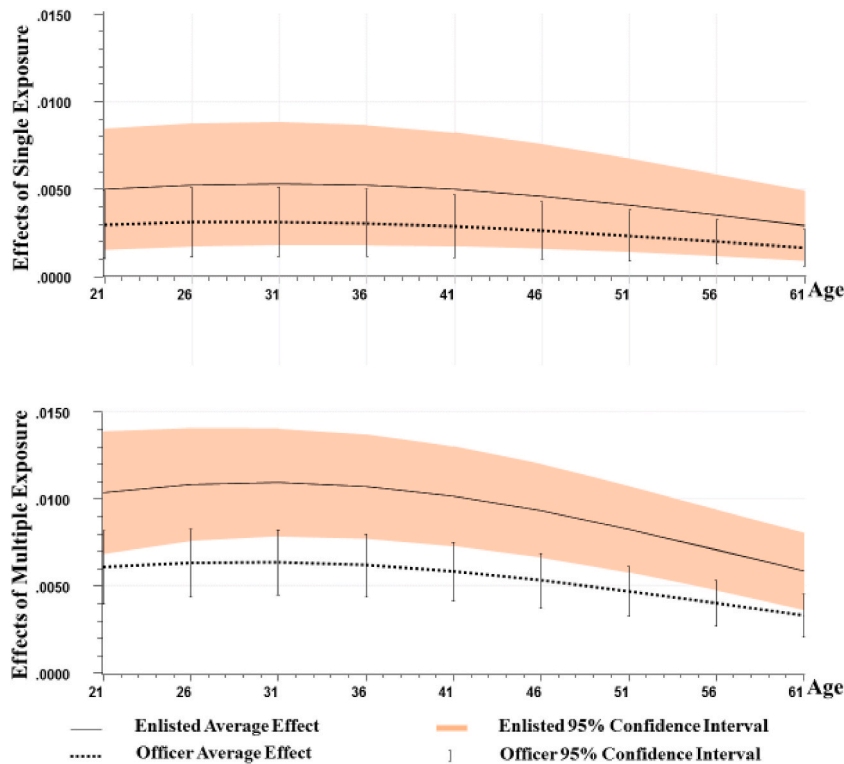 .0150
.0100
.0050
.0000
Effects of Single Exposure
21 26 31 36 41 46 51 56 61 Age
.0150
.0100
.0050
.0000
Effects of Multiple Exposure
21 26 31 36 41 46 51 56 61 Age
Enlisted Average Effect Enlisted 95% Confidence Interval
Officer Average Effect Officer 95% Confidence Interval